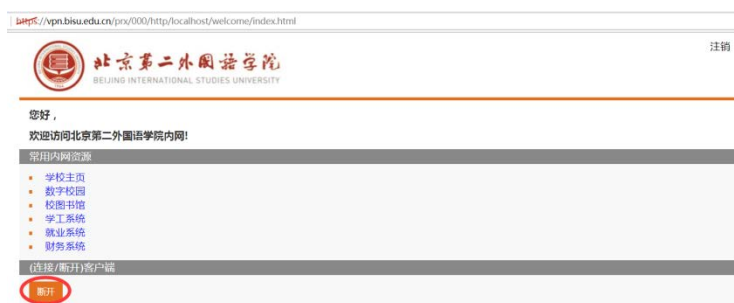 https://vpn.bisu.edu.cn/prx/000/http/localhost/welcome/index.html
注销
北京第二外国语学院
BEIJING INTERNATIONAL STUDIES UNIVERSITY
您好，
欢迎访问北京第二外国语学院内网!
常用内网资源
学校主页
数字校园
校图书馆
学工系统
就业系统
财务系统
(连接/断开)客户端
断开